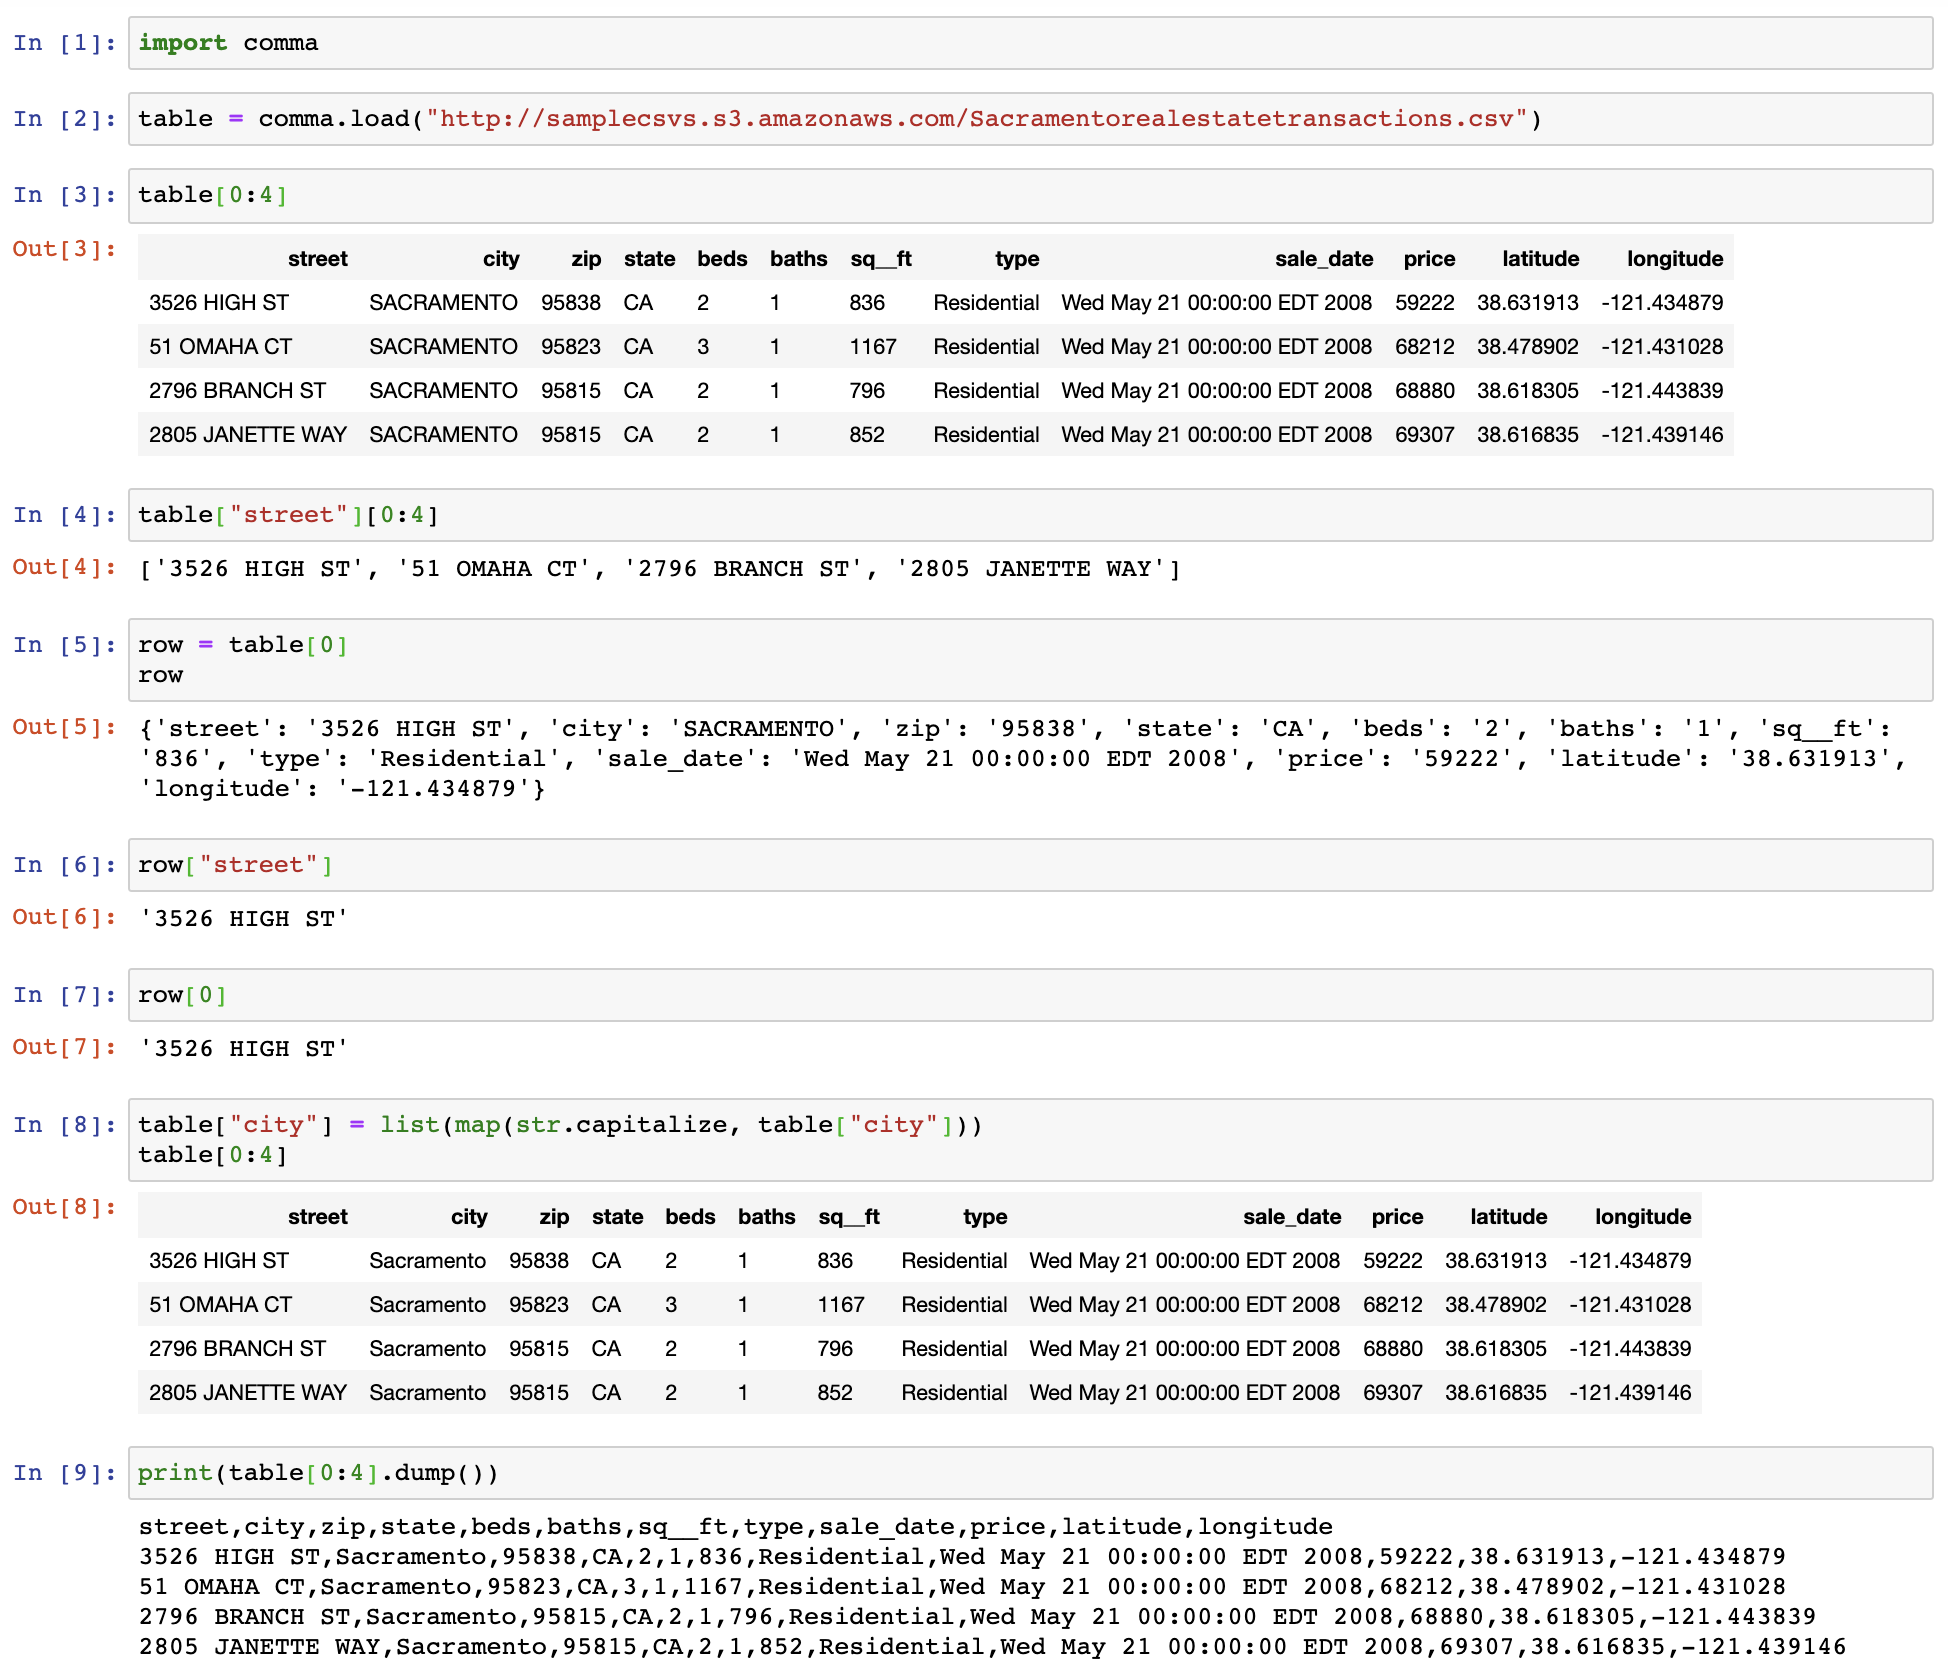 In [1]: import comma
In [2]: table = comma.load("http://samplecsvs.s3.amazonaws.com/Sacramentorealestatetransactions.csv")
In [3]: table[0:4]
Out[3]: street city zip state beds baths sq__ft type sale_date price latitude longitude
3526 HIGH ST SACRAMENTO 95838 CA 2 1 836 Residential Wed May 21 00:00:00 EDT 2008 59222 38.631913 -121.434879
51 OMAHA CT SACRAMENTO 95823 CA 3 1 1167 Residential Wed May 21 00:00:00 EDT 2008 68212 38.478902 -121.431028
2796 BRANCH ST SACRAMENTO 95815 CA 2 1 796 Residential Wed May 21 00:00:00 EDT 2008 68880 38.618305 -121.443839
2805 JANETTE WAY SACRAMENTO 95815 CA 2 1 852 Residential Wed May 21 00:00:00 EDT 2008 69307 38.616835 -121.439146
In [4]: table["street"][0:4]
Out[4]: ['3526 HIGH ST', '51 OMAHA CT', '2796 BRANCH ST', '2805 JANETTE WAY']
In [5]: row = table[0]
row
Out[5]: {'street': '3526 HIGH ST', 'city': 'SACRAMENTO', 'zip': '95838', 'state': 'CA', 'beds': '2', 'baths': '1', 'sq__ft':
'836', 'type': 'Residential', 'sale_date': 'Wed May 21 00:00:00 EDT 2008', 'price': '59222', 'latitude': '38.631913',
'longitude': '-121.434879'}
In [6]: row["street"]
Out[6]: '3526 HIGH ST'
In [7]: row[0]
Out[7]: '3526 HIGH ST'
In [8]: table["city"] = list(map(str.capitalize, table["city"]))
table[0:4]
Out[8]: street city zip state beds baths sq__ft type sale_date price latitude longitude
3526 HIGH ST Sacramento 95838 CA 2 1 836 Residential Wed May 21 00:00:00 EDT 2008 59222 38.631913 -121.434879
51 OMAHA CT Sacramento 95823 CA 3 1 1167 Residential Wed May 21 00:00:00 EDT 2008 68212 38.478902 -121.431028
2796 BRANCH ST Sacramento 95815 CA 2 1 796 Residential Wed May 21 00:00:00 EDT 2008 68880 38.618305 -121.443839
2805 JANETTE WAY Sacramento 95815 CA 2 1 852 Residential Wed May 21 00:00:00 EDT 2008 69307 38.616835 -121.439146
In [9]: print(table[0:4].dump())
street,city,zip,state,beds,baths,sq__ft,type,sale_date,price,latitude,longitude
3526 HIGH ST,Sacramento,95838,CA,2,1,836,Residential,Wed May 21 00:00:00 EDT 2008,59222,38.631913,-121.434879
51 OMAHA CT,Sacramento,95823,CA,3,1,1167,Residential,Wed May 21 00:00:00 EDT 2008,68212,38.478902,-121.431028
2796 BRANCH ST,Sacramento,95815,CA,2,1,796,Residential,Wed May 21 00:00:00 EDT 2008,68880,38.618305,-121.443839
2805 JANETTE WAY,Sacramento,95815,CA,2,1,852,Residential,Wed May 21 00:00:00 EDT 2008,69307,38.616835,-121.439146